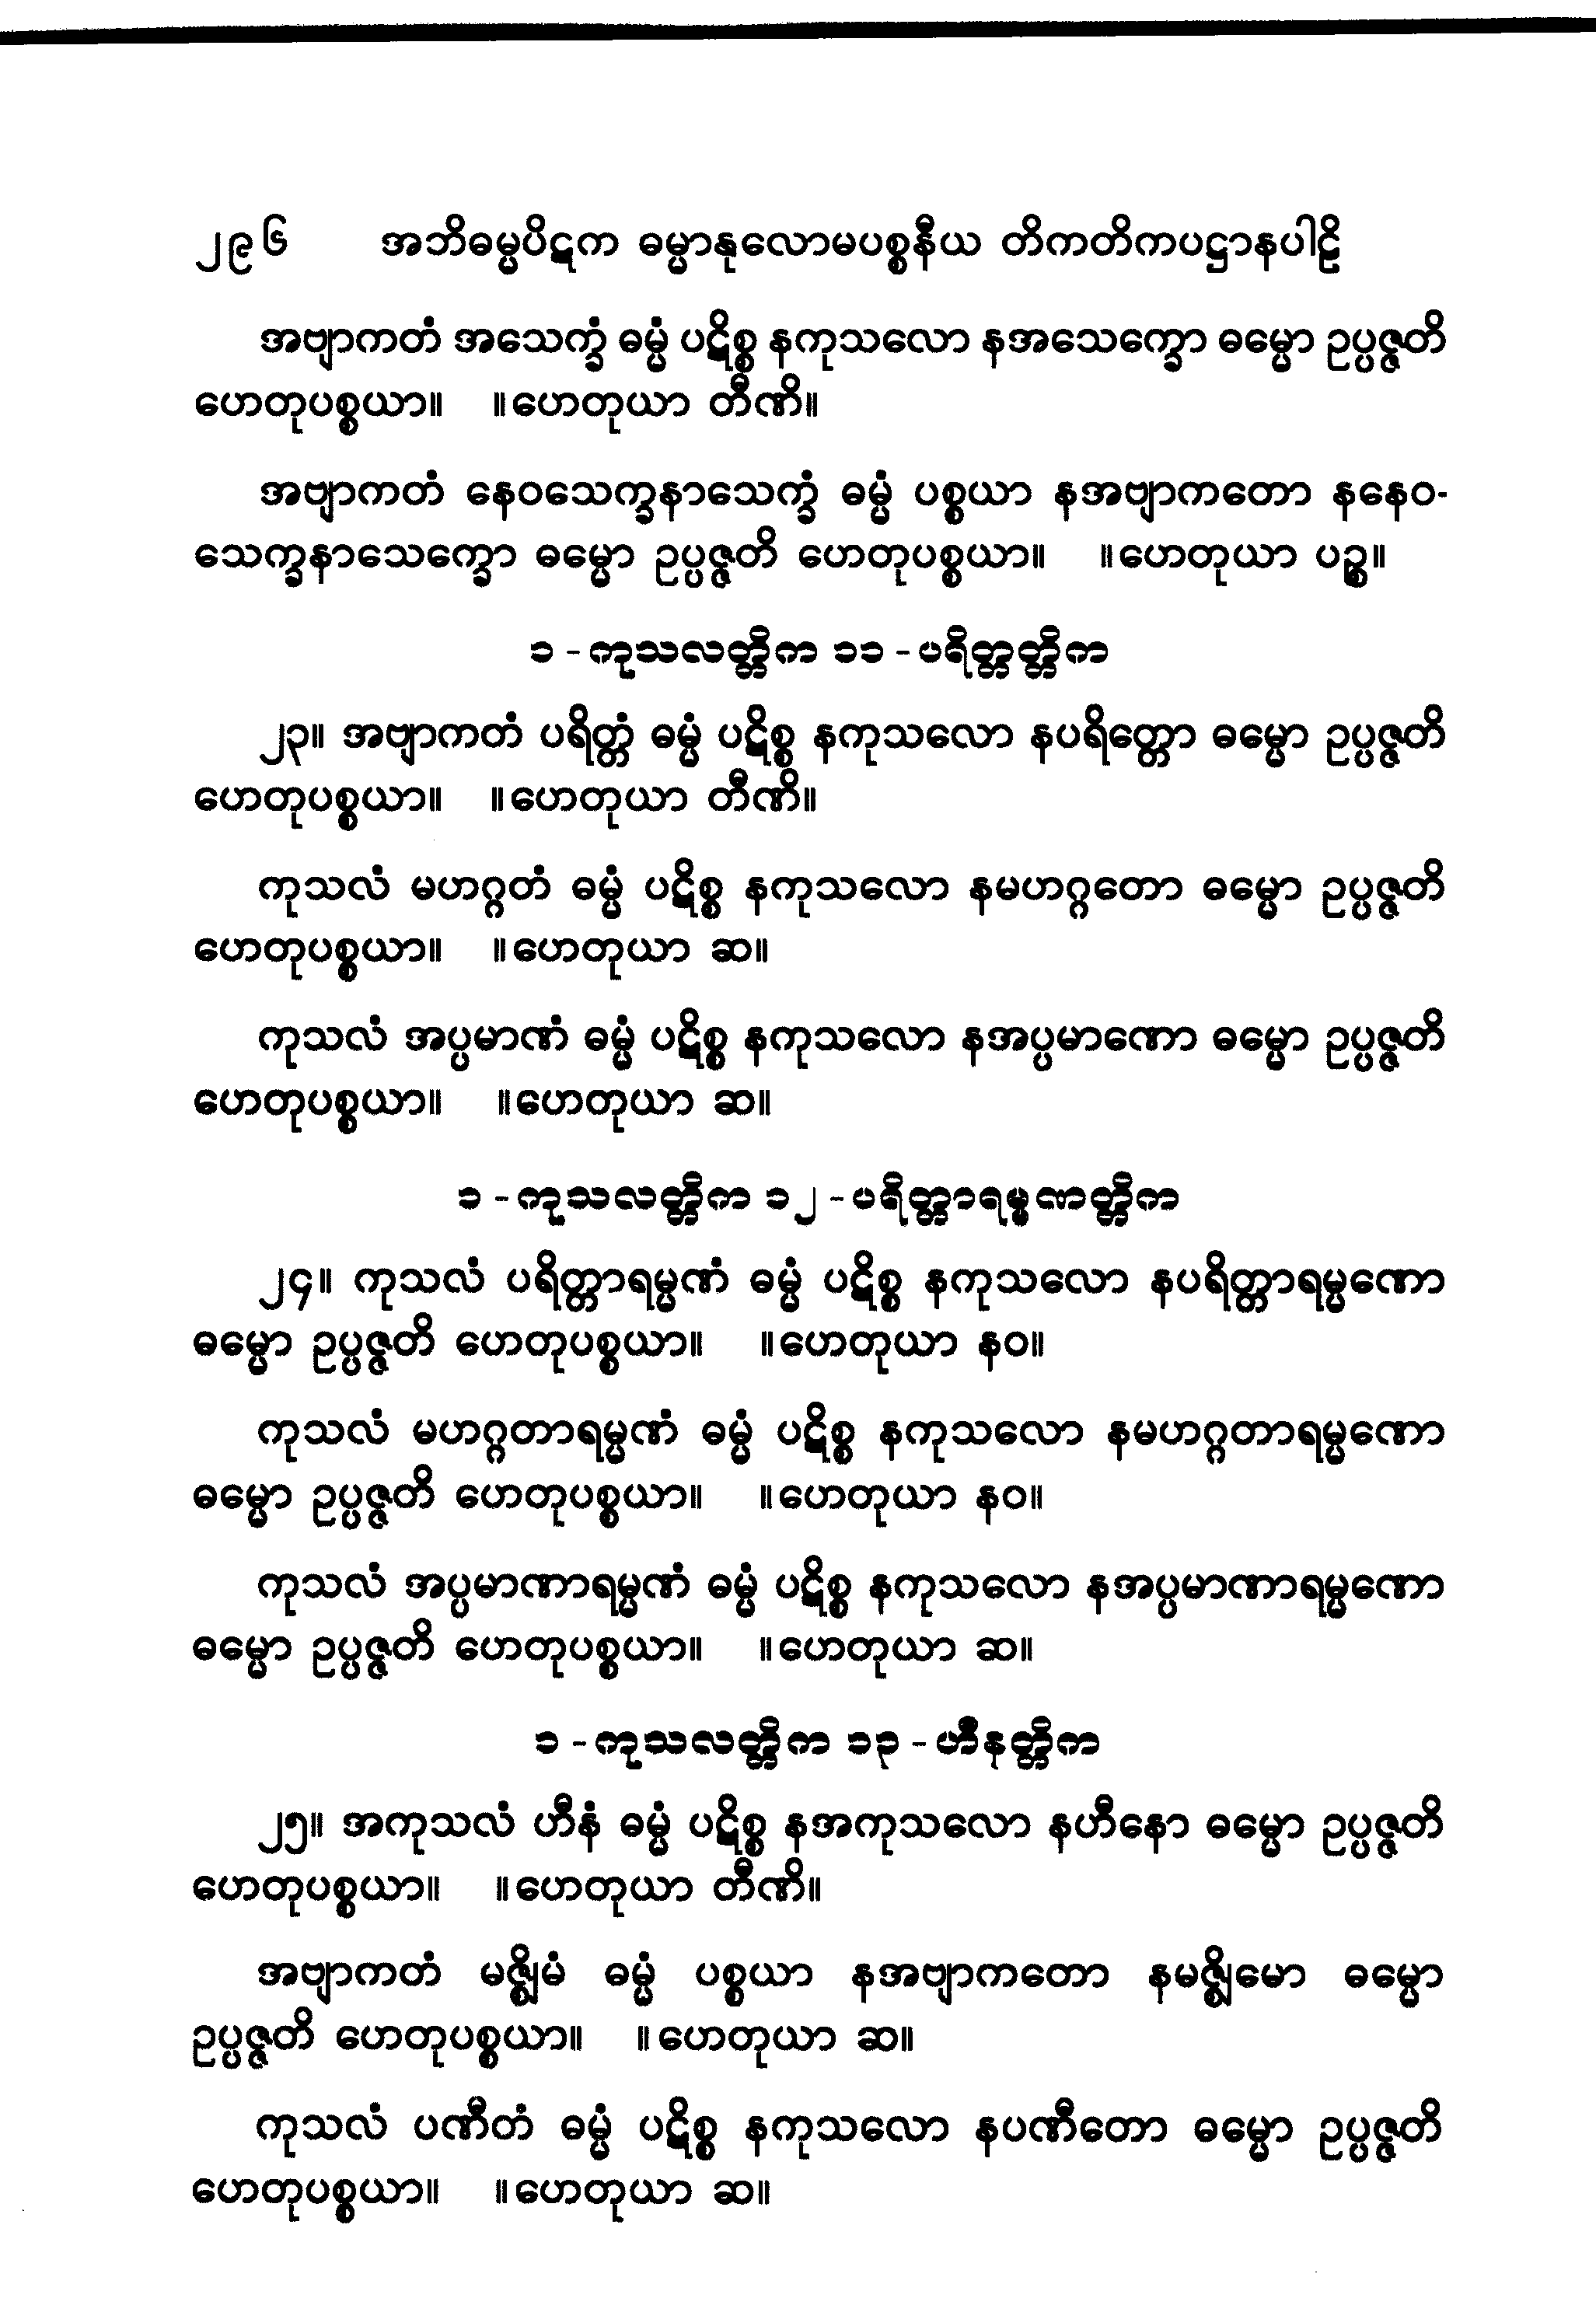 ၂၉၆ အဘိဓမ္မပိဋက ဓမ္မာနုလောမပစ္စနီယ တိကတိကပဋ္ဌာနပါဠိ
အဗျာကတံ အသေက္ခံ ဓမ္မံ ပဋိစ္စ နကုသလော နအသေက္ခော ဓမ္မော ဥပ္ပဇ္ဇတိ
ဟေတုပစ္စယာ။ ။ဟေတုယာ တီဏိ။
အဗျာကတံ နေဝသေက္ခနာသေက္ခံ ဓမ္မံ ပစ္စယာ နအဗျာကတော နနေဝ-
သေက္ခနာသေက္ခော ဓမ္မော ဥပ္ပဇ္ဇတိ ဟေတုပစ္စယာ။ ။ဟေတုယာ ပဉ္စ။
၁ - ကုသလတ္တိက ၁၁ - ပရိတ္တတ္တိက
၂၃။ အဗျာကတံ ပရိတ္တံ ဓမ္မံ ပဋိစ္စ နကုသလော နပရိတ္တော ဓမ္မော ဥပ္ပဇ္ဇတိ
ဟေတုပစ္စယာ။ ။ဟေတုယာ တီဏိ။
ကုသလံ မဟဂ္ဂတံ ဓမ္မံ ပဋိစ္စ နကုသလော နမဟဂ္ဂတော ဓမ္မော ဥပ္ပဇ္ဇတိ
ဟေတုပစ္စယာ။ ။ဟေတုယာ ဆ။
ကုသလံ အပ္ပမာဏံ ဓမ္မံ ပဋိစ္စ နကုသလော နအပ္ပမာဏော ဓမ္မော ဥပ္ပဇ္ဇတိ
ဟေတုပစ္စယာ။ ။ဟေတုယာ ဆ။
၁ - ကုသလတ္တိက ၁၂ - ပရိတ္တာရမ္မဏတ္တိက
၂၄။ ကုသလံ ပရိတ္တာရမ္မဏံ ဓမ္မံ ပဋိစ္စ နကုသလော နပရိတ္တာရမ္မဏော
ဓမ္မော ဥပ္ပဇ္ဇတိ ဟေတုပစ္စယာ။ ။ဟေတုယာ နဝ။
ကုသလံ မဟဂ္ဂတာရမ္မဏံ ဓမ္မံ ပဋိစ္စ နကုသလော နမဟဂ္ဂတာရမ္မဏော
ဓမ္မော ဥပ္ပဇ္ဇတိ ဟေတုပစ္စယာ။ ။ဟေတုယာ နဝ။
ကုသလံ အပ္ပမာဏာရမ္မဏံ ဓမ္မံ ပဋိစ္စ နကုသလော နအပ္ပမာဏာရမ္မဏော
ဓမ္မော ဥပ္ပဇ္ဇတိ ဟေတုပစ္စယာ။ ။ဟေတုယာ ဆ။
၁ - ကုသလတ္တိက ၁၃ - ဟီနတ္တိက
၂၅။ အကုသလံ ဟီနံ ဓမ္မံ ပဋိစ္စ နအကုသလော နဟီနော ဓမ္မော ဥပ္ပဇ္ဇတိ
ဟေတုပစ္စယာ။ ။ဟေတုယာ တီဏိ။
အဗျာကတံ မဇ္ဈိမံ ဓမ္မံ ပစ္စယာ နအဗျာကတော နမဇ္ဈိမော ဓမ္မော
ဥပ္ပဇ္ဇတိ ဟေတုပစ္စယာ။ ။ဟေတုယာ ဆ။
ကုသလံ ပဏီတံ ဓမ္မံ ပဋိစ္စ နကုသလော နပဏီတော ဓမ္မော ဥပ္ပဇ္ဇတိ
ဟေတုပစ္စယာ။ ။ဟေတုယာ ဆ။